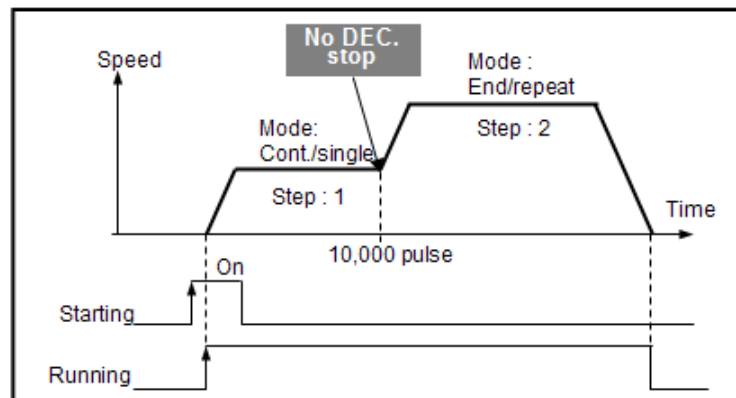 No DEC.
stop
Speed
Mode :
End/repeat
Mode:
Cont./single
Step : 2
Step : 1
Time
10,000 pulse
On
Starting
Running